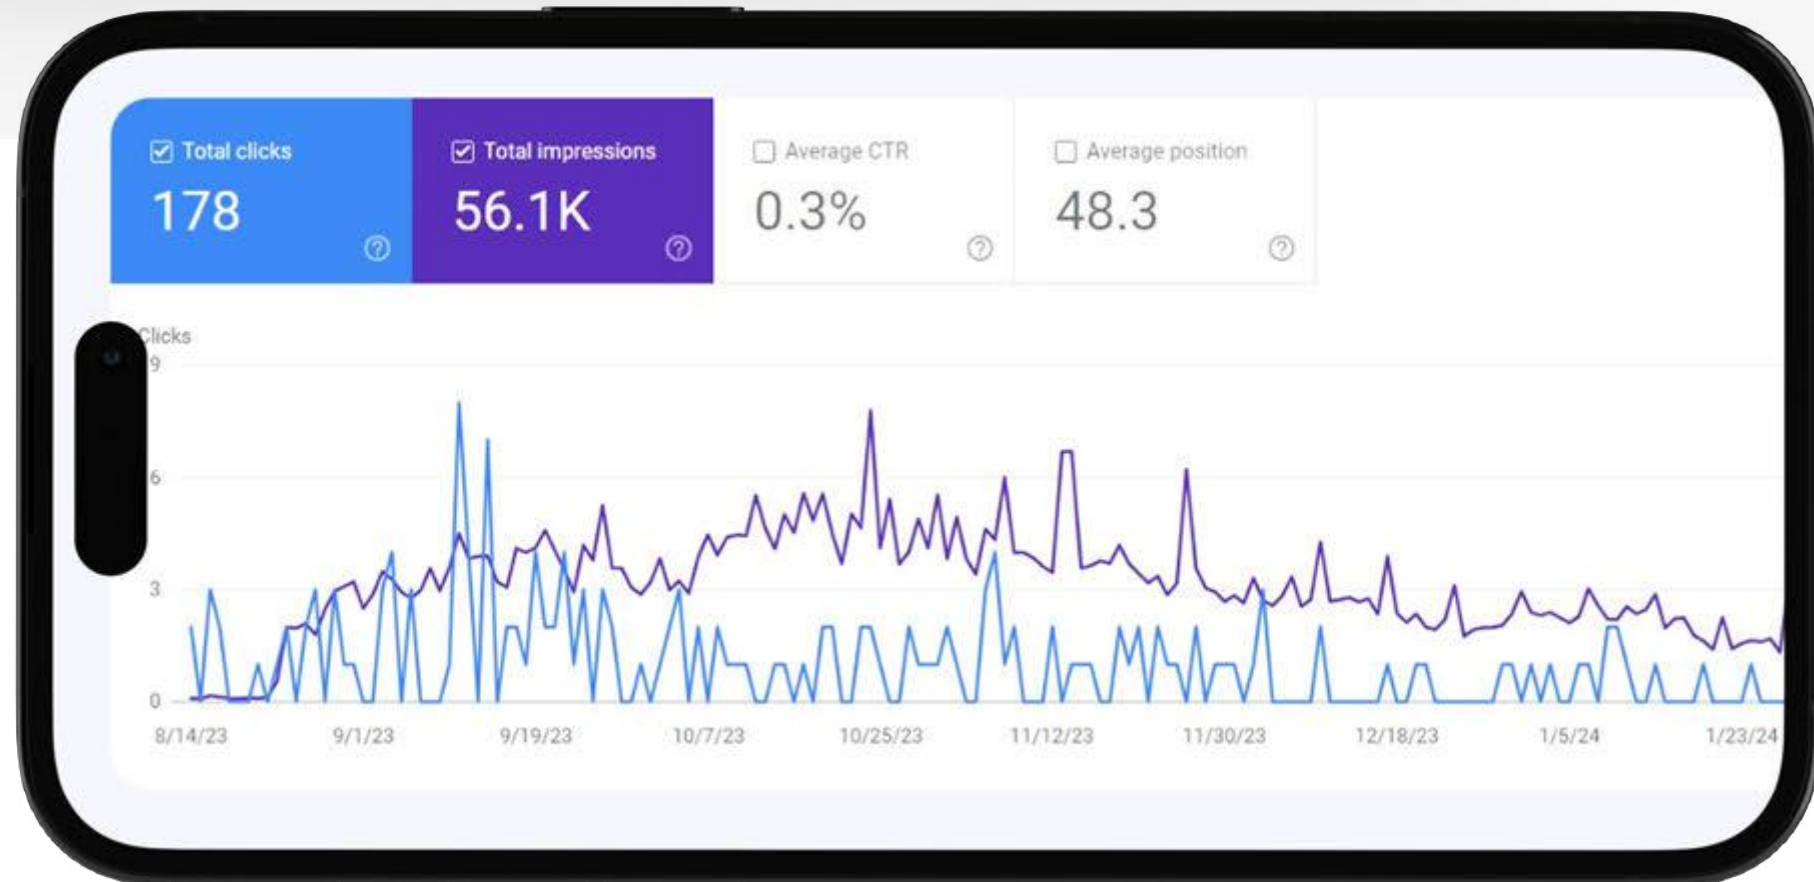 Total clicks
178
Total impressions
56.1K
Average CTR
0.3%
Average position
48.3
Clicks
9
6
3
0
8/14/23 9/1/23 9/19/23 10/7/23 10/25/23 11/12/23 11/30/23 12/18/23 1/5/24 1/23/24